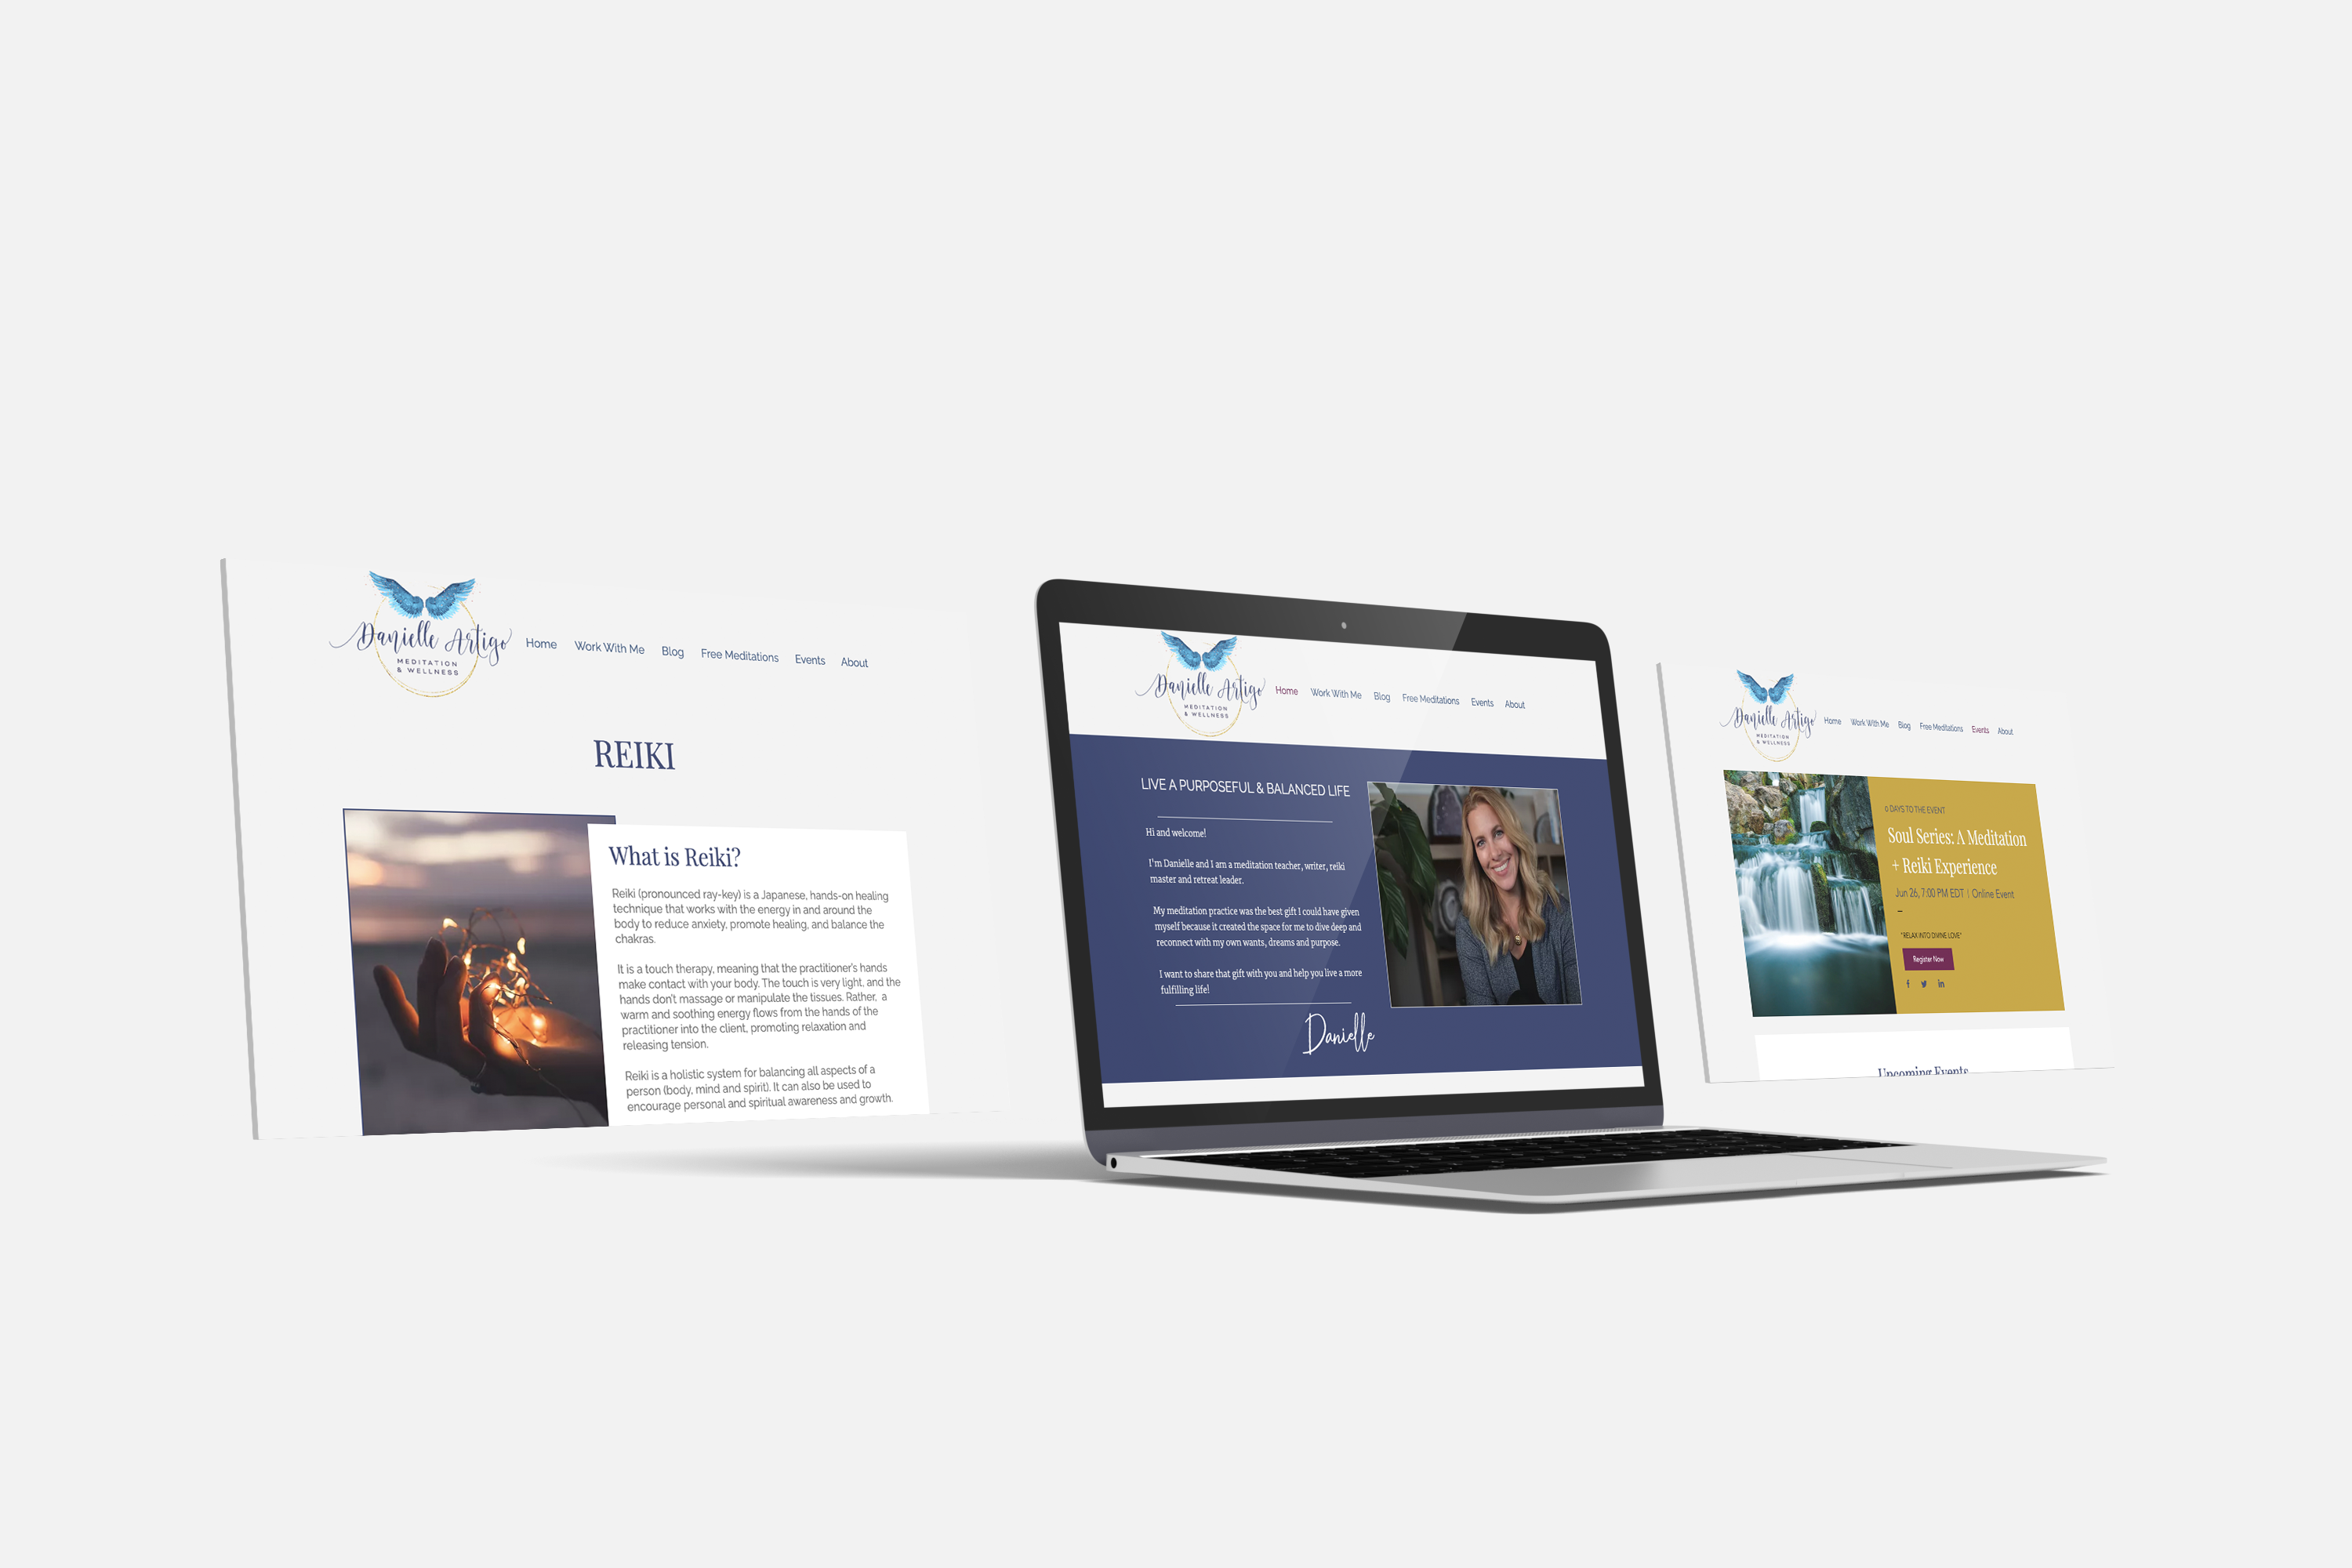 Danielle Artigo
MEDITATION
& WELLNESS
Home Work With Me Blog Free Meditations Events About
REIKI
What is Reiki?
Reiki (pronounced ray-key) is a Japanese, hands-on healing
technique that works with the energy in and around the
body to reduce anxiety, promote healing, and balance the
chakras.
It is a touch therapy, meaning that the practitioner's hands
make contact with your body. The touch is very light, and the
hands don't massage or manipulate the tissues. Rather, a
warm and soothing energy flows from the hands of the
practitioner into the client, promoting relaxation and
releasing tension.
Reiki is a holistic system for balancing all aspects of a
person (body, mind and spirit). It can also be used to
encourage personal and spiritual awareness and growth.
Danielle Artigo
MEDITATION
& WELLNESS
Home Work With Me Blog Free Meditations Events About
LIVE A PURPOSEFUL & BALANCED LIFE
Hi and welcome!
I'm Danielle and I am a meditation teacher, writer, reiki
master and retreat leader.
My meditation practice was the best gift I could have given
myself because it created the space for me to dive deep and
reconnect with my own wants, dreams and purpose.
I want to share that gift with you and help you live a more
fulfilling life!
Danielle
Danielle Artigo
MEDITATION
& WELLNESS
Home Work With Me Blog Free Meditations Events About
0 DAYS TO THE EVENT
Soul Series: A Meditation
+ Reiki Experience
Jun 26, 7:00 PM EDT | Online Event
"RELAX INTO DIVINE LOVE"
Register Now
Upcoming Events